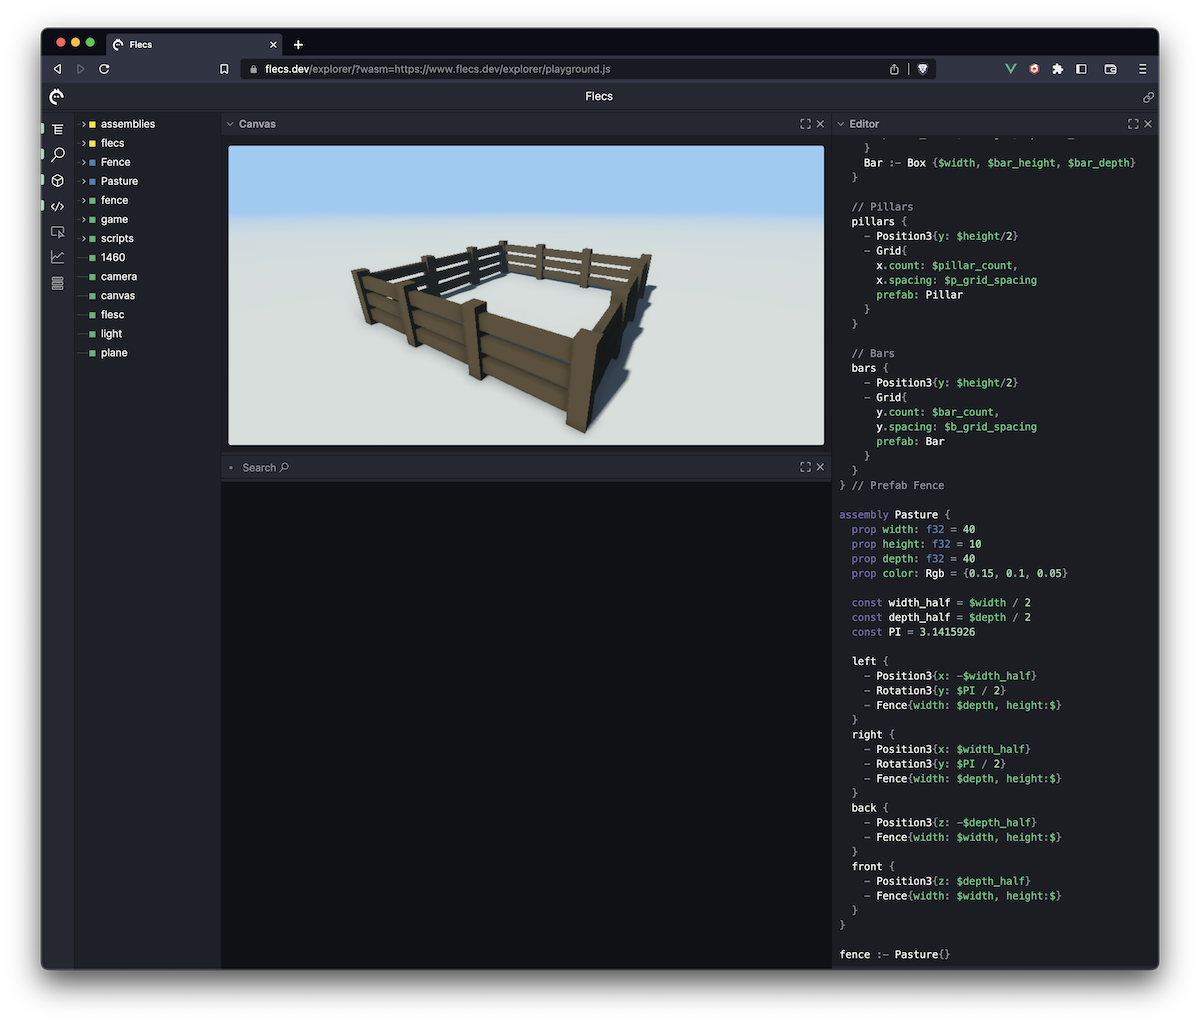 Flecs
flecs.dev/explorer/?wasm=https://www.flecs.dev/explorer/playground.js
Flecs
assemblies
flecs
Fence
Pasture
fence
game
scripts
1460
camera
canvas
flesc
light
plane
Canvas
Search
Editor
}
Bar :- Box {$width, $bar_height, $bar_depth}
}
// Pillars
pillars {
- Position3{y: $height/2}
- Grid{
x.count: $pillar_count,
x.spacing: $p_grid_spacing
prefab: Pillar
}
}
// Bars
bars {
- Position3{y: $height/2}
- Grid{
y.count: $bar_count,
y.spacing: $b_grid_spacing
prefab: Bar
}
}
} // Prefab Fence
assembly Pasture {
prop width: f32 = 40
prop height: f32 = 10
prop depth: f32 = 40
prop color: Rgb = {0.15, 0.1, 0.05}
const width_half = $width / 2
const depth_half = $depth / 2
const PI = 3.1415926
left {
- Position3{x: -$width_half}
- Rotation3{y: $PI / 2}
- Fence{width: $depth, height:$}
}
right {
- Position3{x: $width_half}
- Rotation3{y: $PI / 2}
- Fence{width: $depth, height:$}
}
back {
- Position3{z: -$depth_half}
- Fence{width: $width, height:$}
}
front {
- Position3{z: $depth_half}
- Fence{width: $width, height:$}
}
}
fence :- Pasture{}